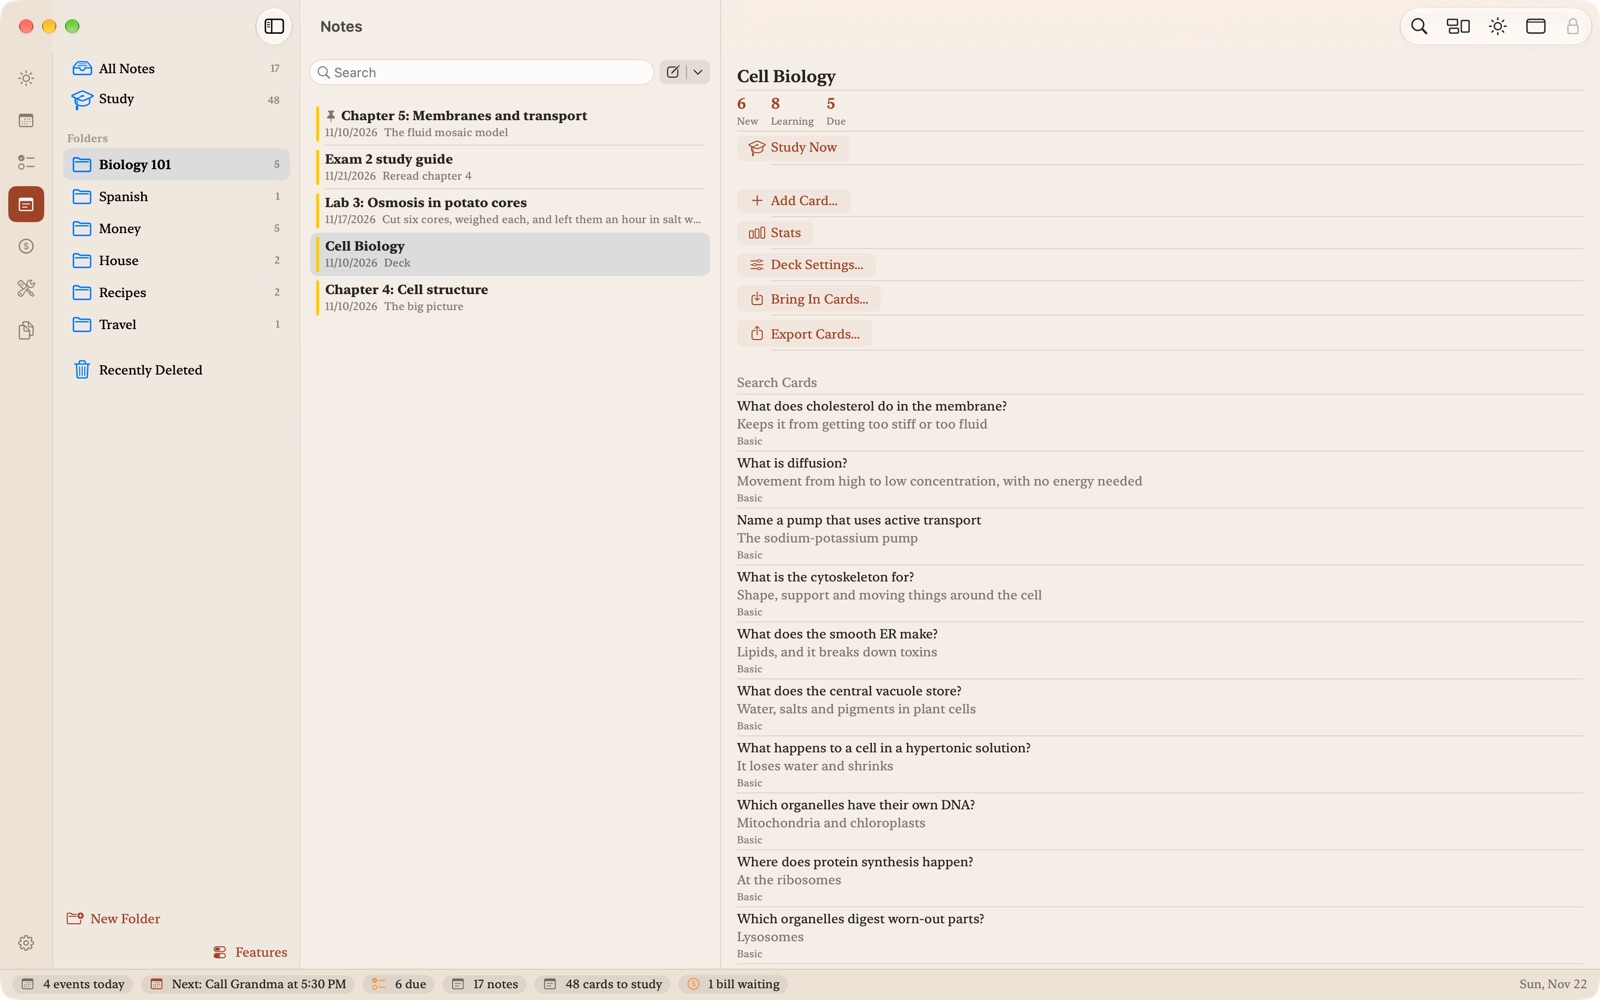 Notes
All Notes 17
Study 48
Folders
Biology 101 5
Spanish 1
Money 5
House 2
Recipes 2
Travel 1
Recently Deleted
New Folder
Features
Search
Chapter 5: Membranes and transport
11/10/2026 The fluid mosaic model
Exam 2 study guide
11/21/2026 Reread chapter 4
Lab 3: Osmosis in potato cores
11/17/2026 Cut six cores, weighed each, and left them an hour in salt w...
Cell Biology
11/10/2026 Deck
Chapter 4: Cell structure
11/10/2026 The big picture
Cell Biology
6 8 5
New Learning Due
Study Now
Add Card...
Stats
Deck Settings...
Bring In Cards...
Export Cards...
Search Cards
What does cholesterol do in the membrane?
Keeps it from getting too stiff or too fluid
Basic
What is diffusion?
Movement from high to low concentration, with no energy needed
Basic
Name a pump that uses active transport
The sodium-potassium pump
Basic
What is the cytoskeleton for?
Shape, support and moving things around the cell
Basic
What does the smooth ER make?
Lipids, and it breaks down toxins
Basic
What does the central vacuole store?
Water, salts and pigments in plant cells
Basic
What happens to a cell in a hypertonic solution?
It loses water and shrinks
Basic
Which organelles have their own DNA?
Mitochondria and chloroplasts
Basic
Where does protein synthesis happen?
At the ribosomes
Basic
Which organelles digest worn-out parts?
Lysosomes
Basic
4 events today Next: Call Grandma at 5:30 PM 6 due 17 notes 48 cards to study 1 bill waiting Sun, Nov 22